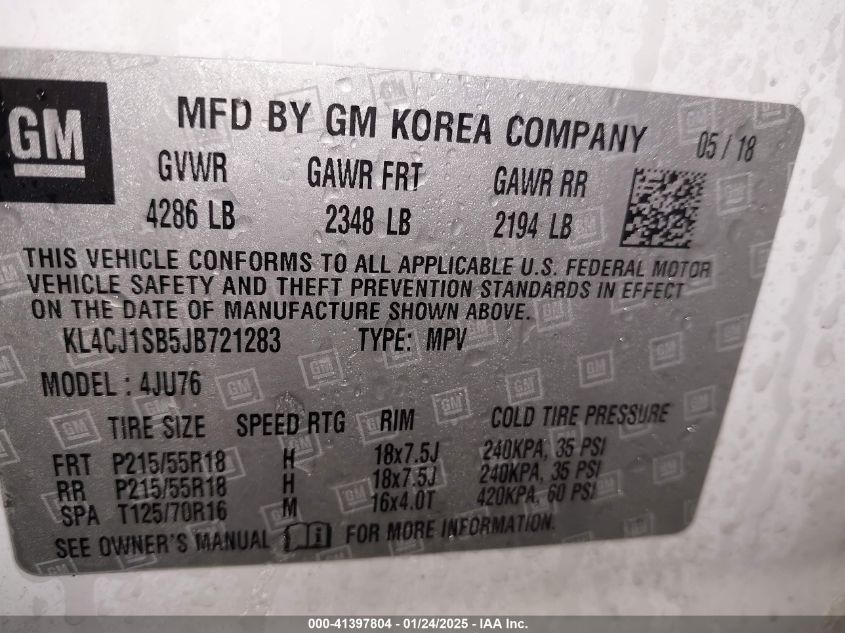 GM
MFD BY GM KOREA COMPANY 05 / 18
GVWR GAWR FRT GAWR RR
4286 LB 2348 LB 2194 LB
THIS VEHICLE CONFORMS TO ALL APPLICABLE U.S. FEDERAL MOTOR
VEHICLE SAFETY AND THEFT PREVENTION STANDARDS IN EFFECT
ON THE DATE OF MANUFACTURE SHOWN ABOVE.
KL4CJ1SB5JB721283 TYPE: MPV
MODEL : 4JU76
TIRE SIZE SPEED RTG RIM COLD TIRE PRESSURE
FRT P215/55R18 H 18x7.5J 240KPA, 35 PSI
RR P215/55R18 H 18x7.5J 240KPA, 35 PSI
SPA T125/70R16 M 16x4.0T 420KPA, 60 PSI
SEE OWNER'S MANUAL i FOR MORE INFORMATION.
000-41397804 - 01/24/2025 - IAA Inc.